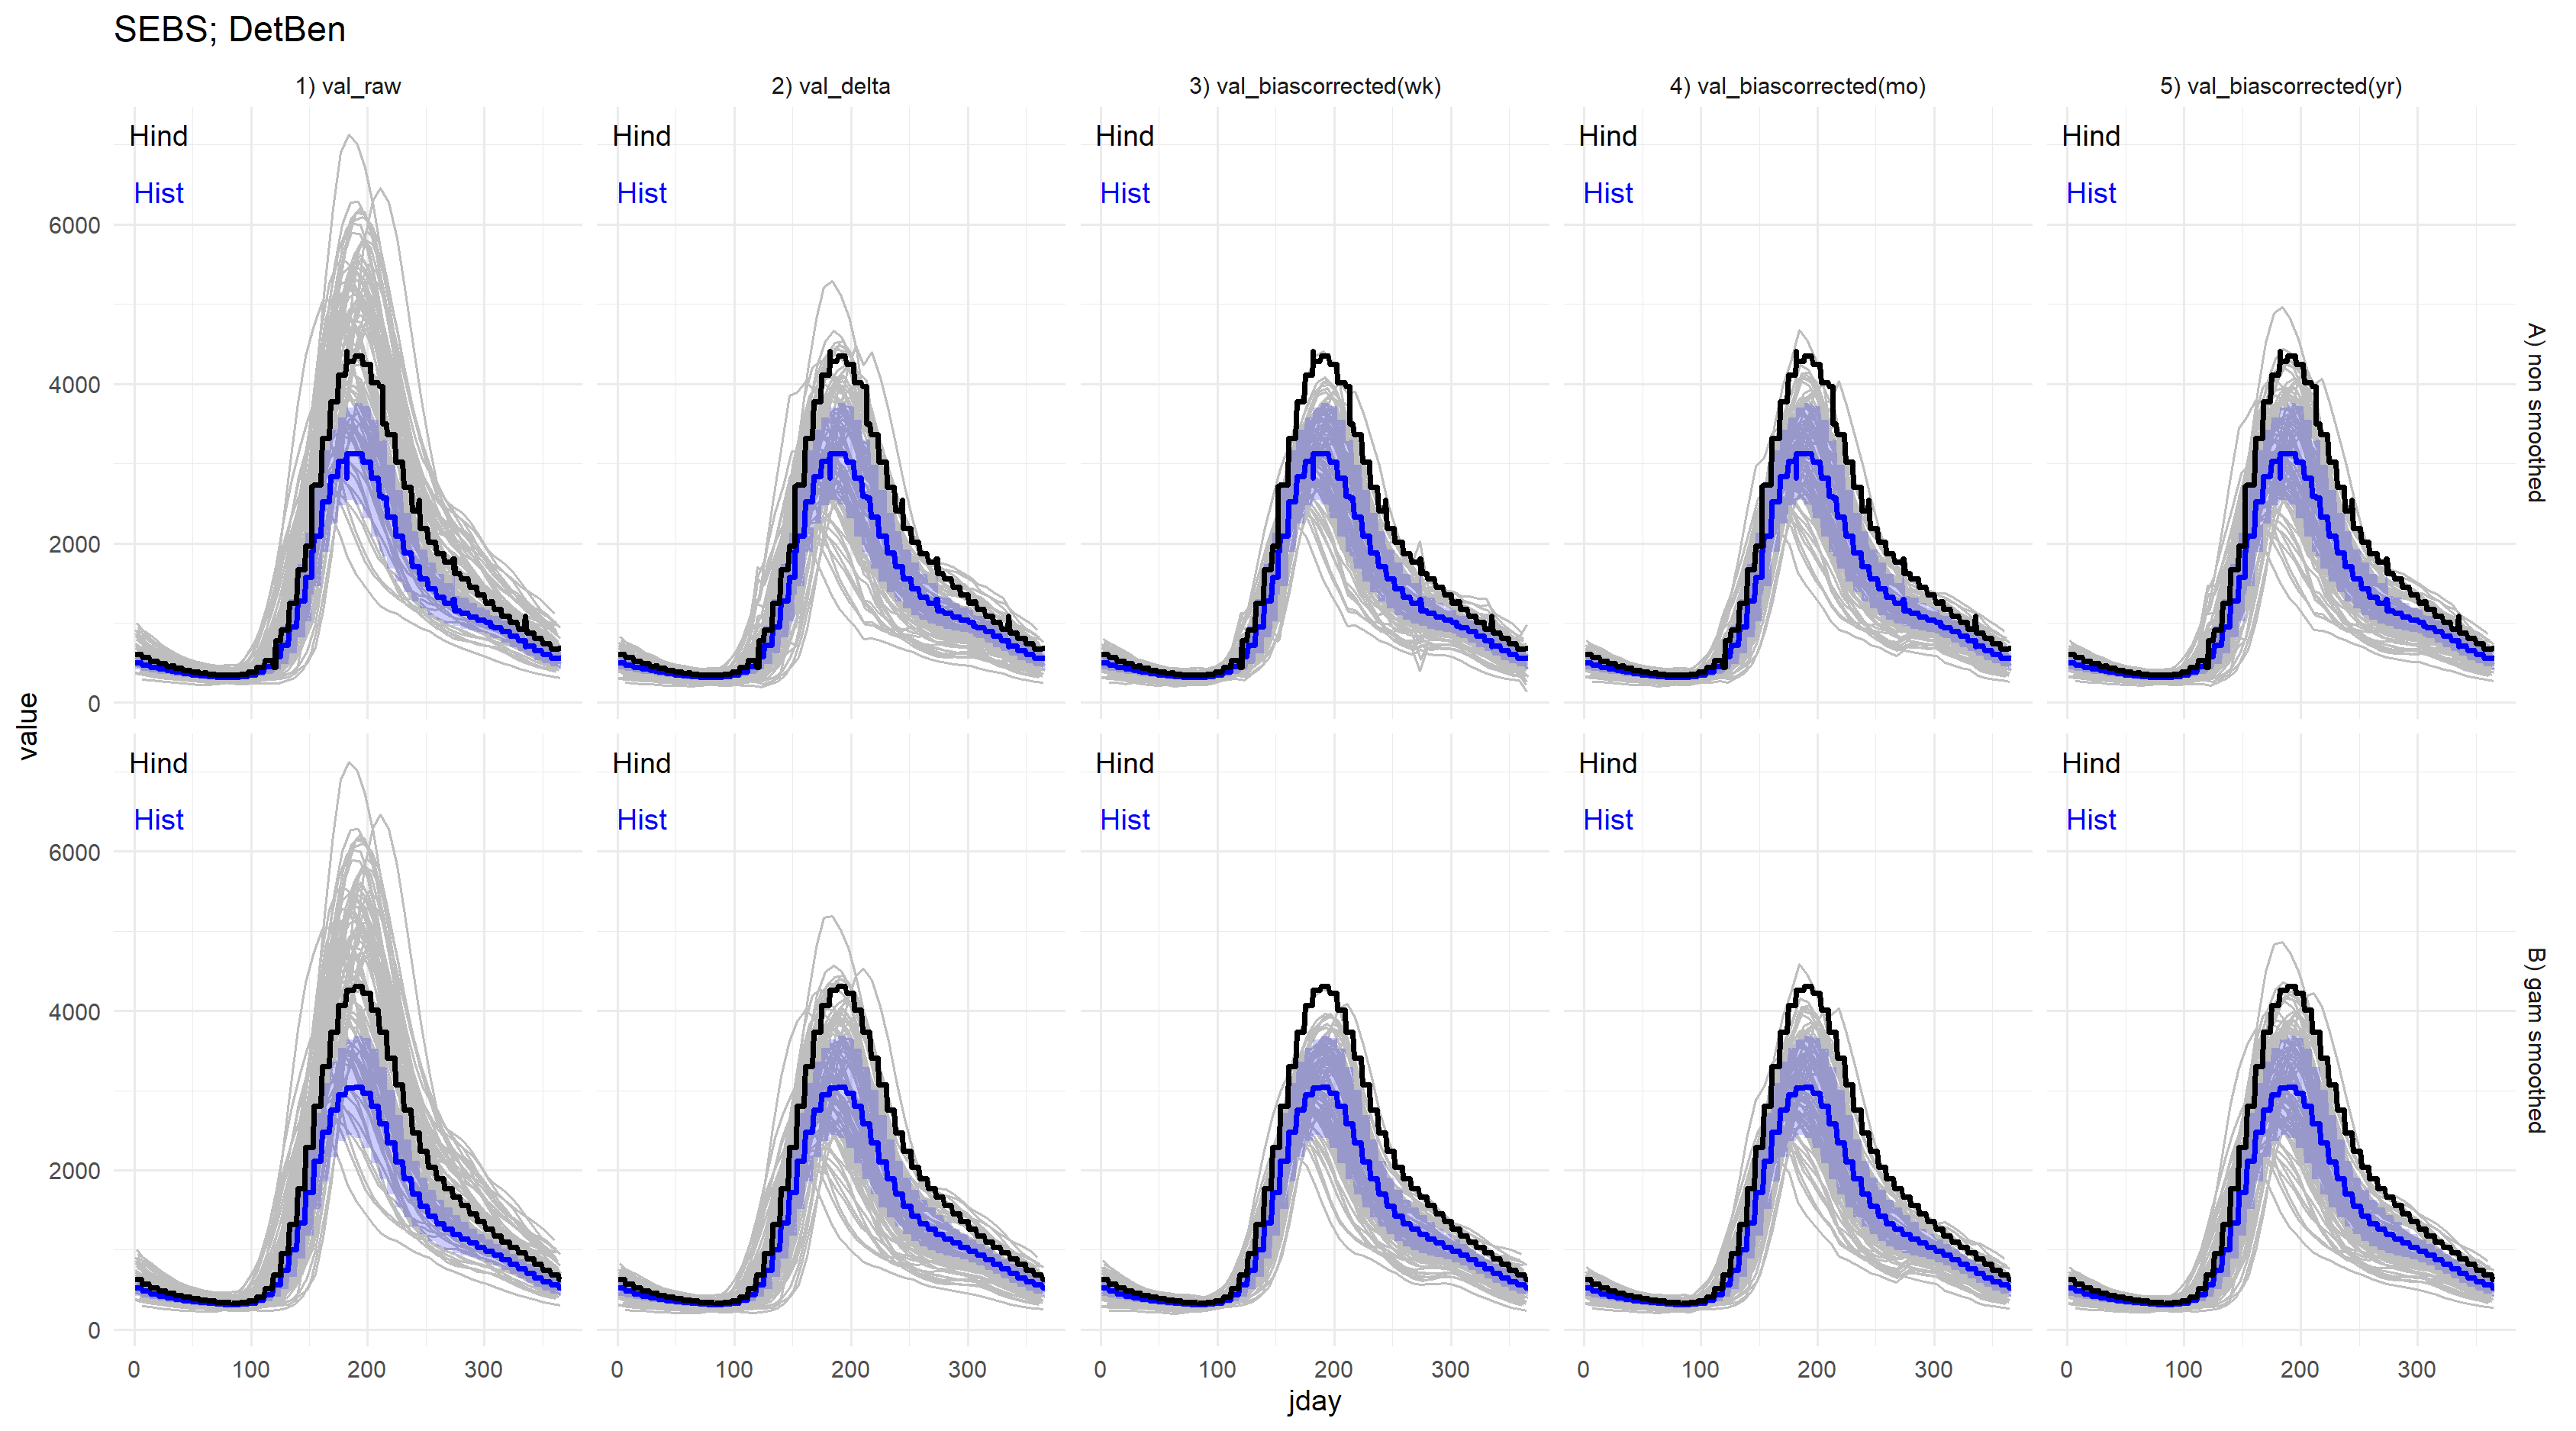 SEBS; DetBen
1) val_raw
2) val_delta
3) val_biascorrected(wk)
4) val_biascorrected(mo)
5) val_biascorrected(yr)
Hind
Hist
Hind
Hist
Hind
Hist
Hind
Hist
Hind
Hist
6000
4000
2000
0
A) non smoothed
value
Hind
Hist
Hind
Hist
Hind
Hist
Hind
Hist
Hind
Hist
6000
4000
2000
0
B) gam smoothed
0 100 200 300
0 100 200 300
0 100 200 300
0 100 200 300
0 100 200 300
jday